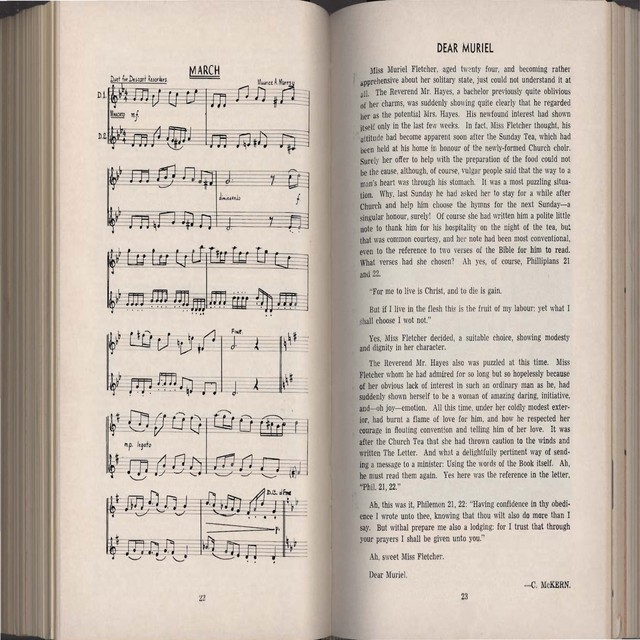 MARCH
Duet for Descant Recorders
Maurice A. Murray
D.1
m.f.
D.2
diminuendo
f.
Fine
m.p. legato
D.C. al fine
p.
22
DEAR MURIEL
Miss Muriel Fletcher, aged twenty four, and becoming rather
apprehensive about her solitary state, just could not understand it at
all. The Reverend Mr. Hayes, a bachelor previously quite oblivious
of her charms, was suddenly showing quite clearly that he regarded
her as the potential Mrs. Hayes. His newfound interest had shown
itself only in the last few weeks. In fact, Miss Fletcher thought, his
attitude had become apparent soon after the Sunday Tea, which had
been held at his home in honour of the newly-formed Church choir.
Surely her offer to help with the preparation of the food could not
be the cause, although, of course, vulgar people said that the way to a
man's heart was through his stomach. It was a most puzzling situa-
tion. Why, last Sunday he had asked her to stay for a while after
Church and help him choose the hymns for the next Sunday—a
singular honour, surely! Of course she had written him a polite little
note to thank him for his hospitality on the night of the tea, but
that was common courtesy, and her note had been most conventional,
even to the reference to two verses of the Bible for him to read.
What verses had she chosen? Ah yes, of course, Phillipians 21
and 22.
"For me to live is Christ, and to die is gain.
But if I live in the flesh this is the fruit of my labour: yet what I
shall choose I wot not."
Yes, Miss Fletcher decided, a suitable choice, showing modesty
and dignity in her character.
The Reverend Mr. Hayes also was puzzled at this time. Miss
Fletcher whom he had admired for so long but so hopelessly because
of her obvious lack of interest in such an ordinary man as he, had
suddenly shown herself to be a woman of amazing daring, initiative,
and—oh joy—emotion. All this time, under her coldly modest exter-
ior, had burnt a flame of love for him, and how he respected her
courage in flouting convention and telling him of her love. It was
after the Church Tea that she had thrown caution to the winds and
written The Letter. And what a delightfully pertinent way of send-
ing a message to a minister: Using the words of the Book itself. Ah,
he must read them again. Yes here was the reference in the letter,
"Phil. 21, 22."
Ah, this was it, Philemon 21, 22: "Having confidence in thy obedi-
ence I wrote unto thee, knowing that thou wilt also do more than I
say. But withal prepare me also a lodging: for I trust that through
your prayers I shall be given unto you."
Ah, sweet Miss Fletcher.
Dear Muriel.
—C. McKERN.
23